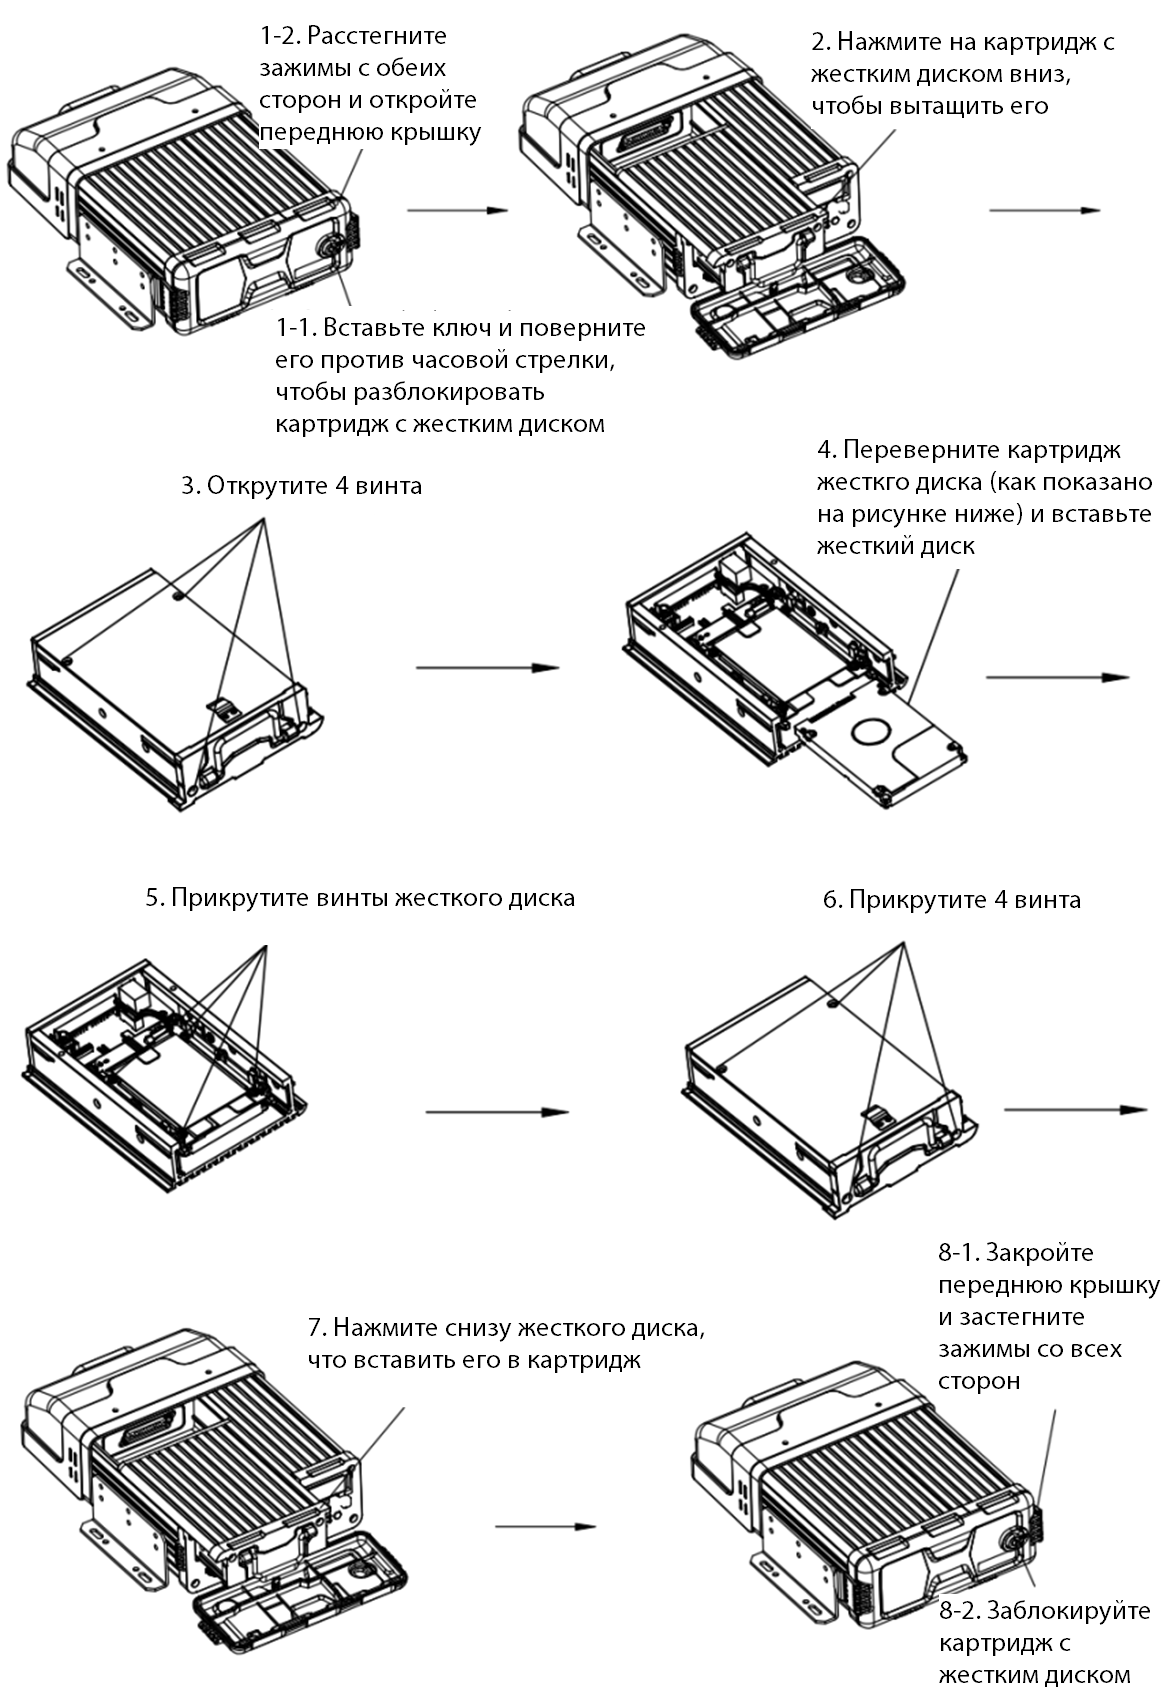 1-2. Расстегните
зажимы с обеих
сторон и откройте
переднюю крышку
2. Нажмите на картридж с
жестким диском вниз,
чтобы вытащить его
1-1. Вставьте ключ и поверните
его против часовой стрелки,
чтобы разблокировать
картридж с жестким диском
3. Открутите 4 винта
4. Переверните картридж
жесткго диска (как показано
на рисунке ниже) и вставьте
жесткий диск
5. Прикрутите винты жесткого диска
6. Прикрутите 4 винта
7. Нажмите снизу жесткого диска,
что вставить его в картридж
8-1. Закройте
переднюю крышку
и застегните
зажимы со всех
сторон
8-2. Заблокируйте
картридж с
жестким диском